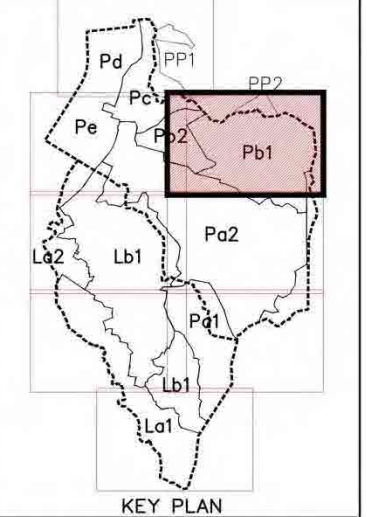 Pd
PP1
Pc
PP2
Pe
Pb2
Pb1
La2
Lb1
Pa2
Pa1
Lb1
La1
KEY PLAN